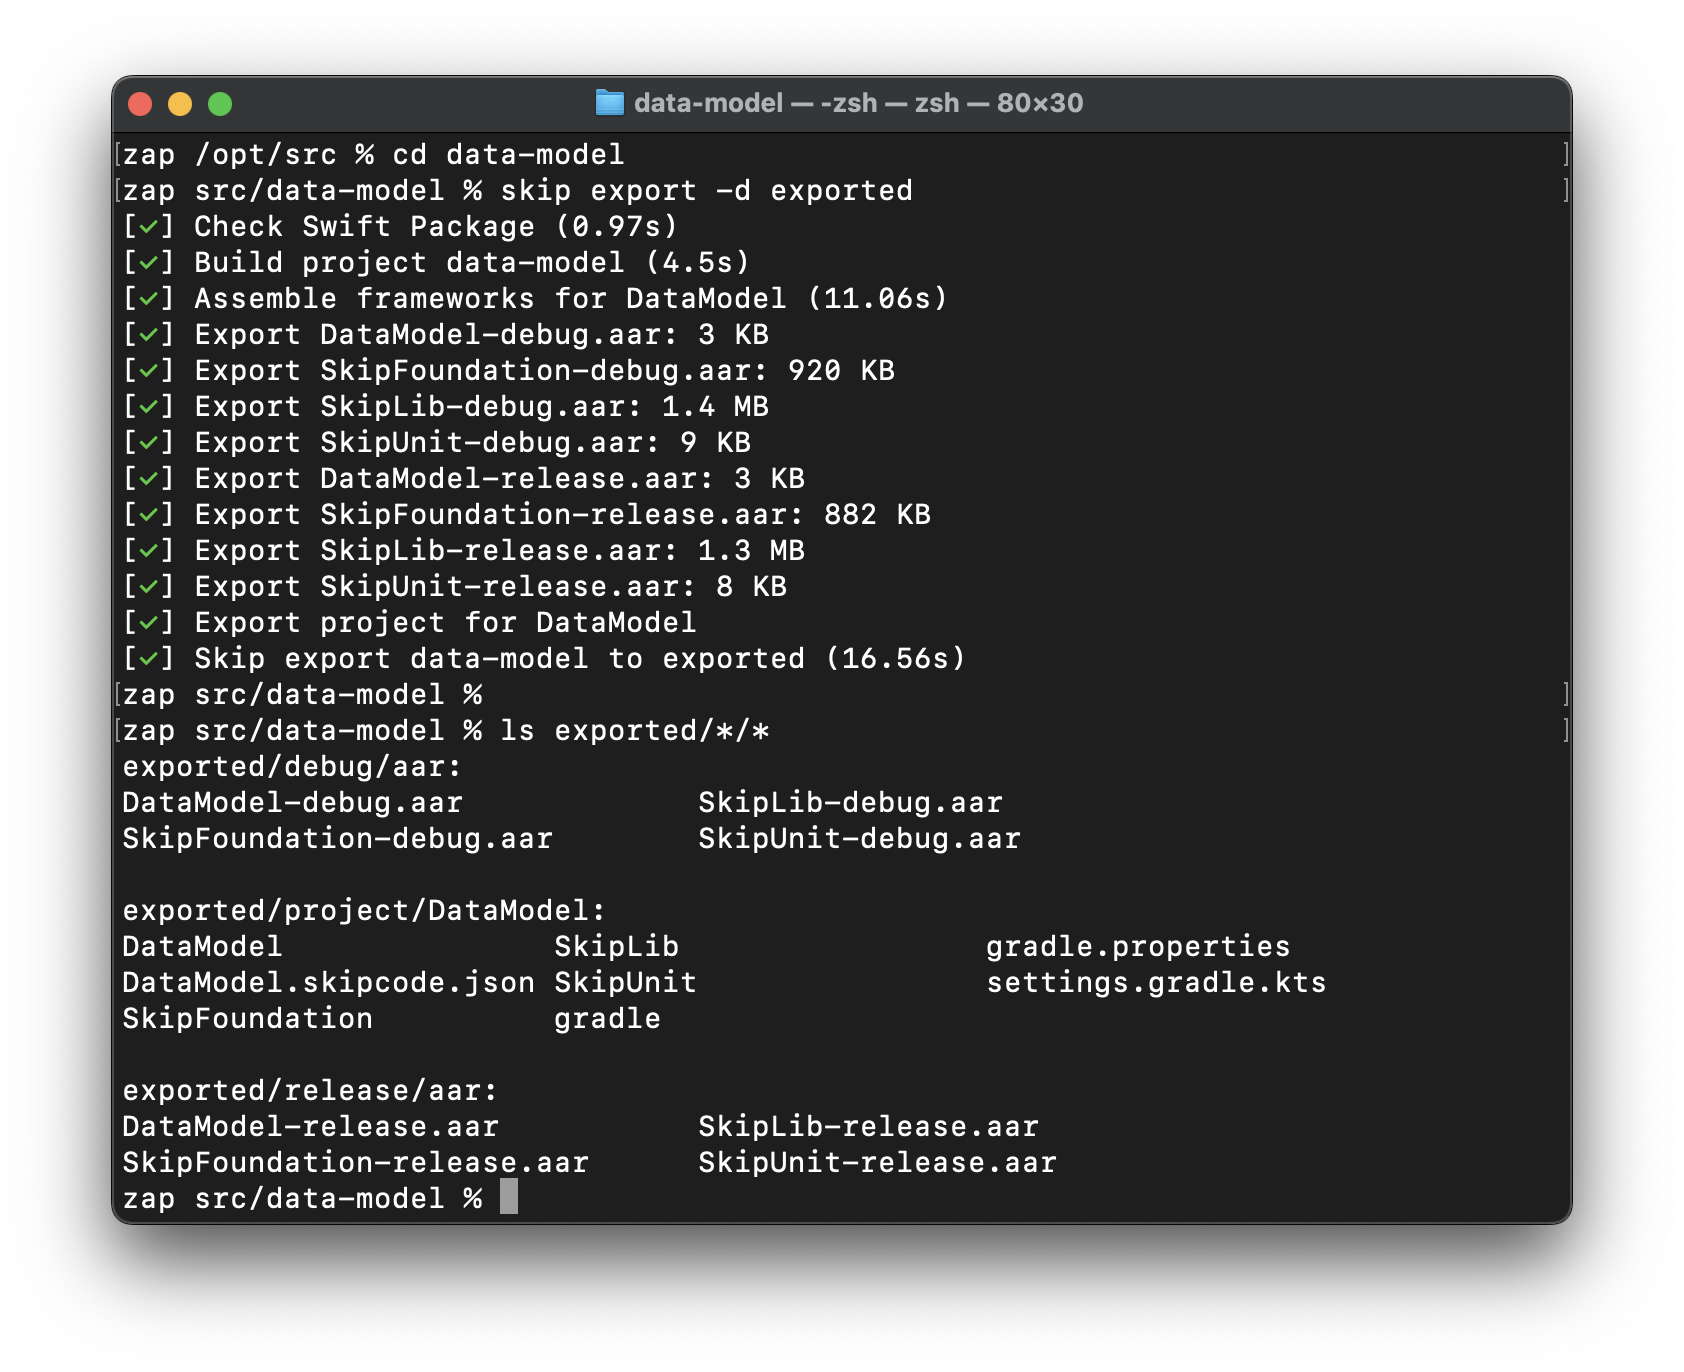 data-model — -zsh — zsh — 80×30
[zap /opt/src % cd data-model ]
[zap src/data-model % skip export -d exported ]
[✓] Check Swift Package (0.97s)
[✓] Build project data-model (4.5s)
[✓] Assemble frameworks for DataModel (11.06s)
[✓] Export DataModel-debug.aar: 3 KB
[✓] Export SkipFoundation-debug.aar: 920 KB
[✓] Export SkipLib-debug.aar: 1.4 MB
[✓] Export SkipUnit-debug.aar: 9 KB
[✓] Export DataModel-release.aar: 3 KB
[✓] Export SkipFoundation-release.aar: 882 KB
[✓] Export SkipLib-release.aar: 1.3 MB
[✓] Export SkipUnit-release.aar: 8 KB
[✓] Export project for DataModel
[✓] Skip export data-model to exported (16.56s)
[zap src/data-model % ]
[zap src/data-model % ls exported/*/* ]
exported/debug/aar:
DataModel-debug.aar SkipLib-debug.aar
SkipFoundation-debug.aar SkipUnit-debug.aar
exported/project/DataModel:
DataModel SkipLib gradle.properties
DataModel.skipcode.json SkipUnit settings.gradle.kts
SkipFoundation gradle
exported/release/aar:
DataModel-release.aar SkipLib-release.aar
SkipFoundation-release.aar SkipUnit-release.aar
zap src/data-model %